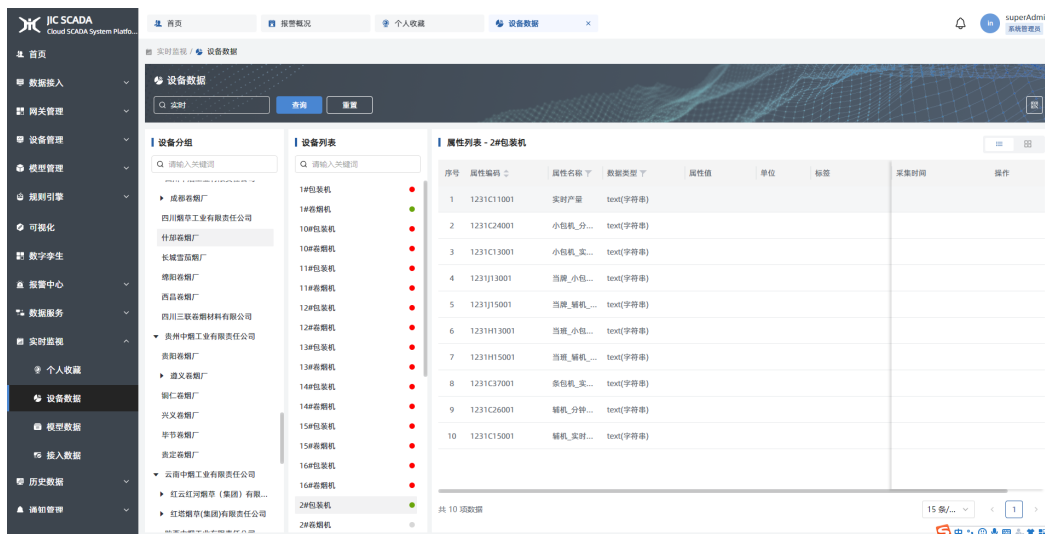 JIC SCADA
Cloud SCADA System Platfo...
首页
报警概况
个人收藏
设备数据 ×
in
superAdmi
系统管理员
首页
数据接入
网关管理
设备管理
模型管理
规则引擎
可视化
数字孪生
报警中心
数据服务
实时监视
个人收藏
设备数据
模型数据
接入数据
历史数据
通知管理
实时监视 / 设备数据
设备数据
实时
查询
重置
设备分组
请输入关键词
成都卷烟厂
四川烟草工业有限责任公司
什邡卷烟厂
长城雪茄烟厂
绵阳卷烟厂
西昌卷烟厂
四川三联卷烟材料有限公司
贵州中烟工业有限责任公司
贵阳卷烟厂
遵义卷烟厂
铜仁卷烟厂
兴义卷烟厂
毕节卷烟厂
贵定卷烟厂
云南中烟工业有限责任公司
红云红河烟草（集团）有限...
红塔烟草(集团)有限责任公司
设备列表
请输入关键词
1#包装机
1#卷烟机
10#包装机
10#卷烟机
11#包装机
11#卷烟机
12#包装机
12#卷烟机
13#包装机
13#卷烟机
14#包装机
14#卷烟机
15#包装机
15#卷烟机
16#包装机
16#卷烟机
2#包装机
2#卷烟机
属性列表 - 2#包装机
序号 属性编码 属性名称 数据类型 属性值 单位 标签 采集时间 操作
1 1231C11001 实时产量 text(字符串)
2 1231C24001 小包机_分... text(字符串)
3 1231C13001 小包机_实... text(字符串)
4 1231J13001 当牌_小包... text(字符串)
5 1231J15001 当牌_辅机_... text(字符串)
6 1231H13001 当班_小包... text(字符串)
7 1231H15001 当班_辅机_... text(字符串)
8 1231C37001 条包机_实... text(字符串)
9 1231C26001 辅机_分钟... text(字符串)
10 1231C15001 辅机_实时... text(字符串)
共 10 项数据
15 条/...
1
中